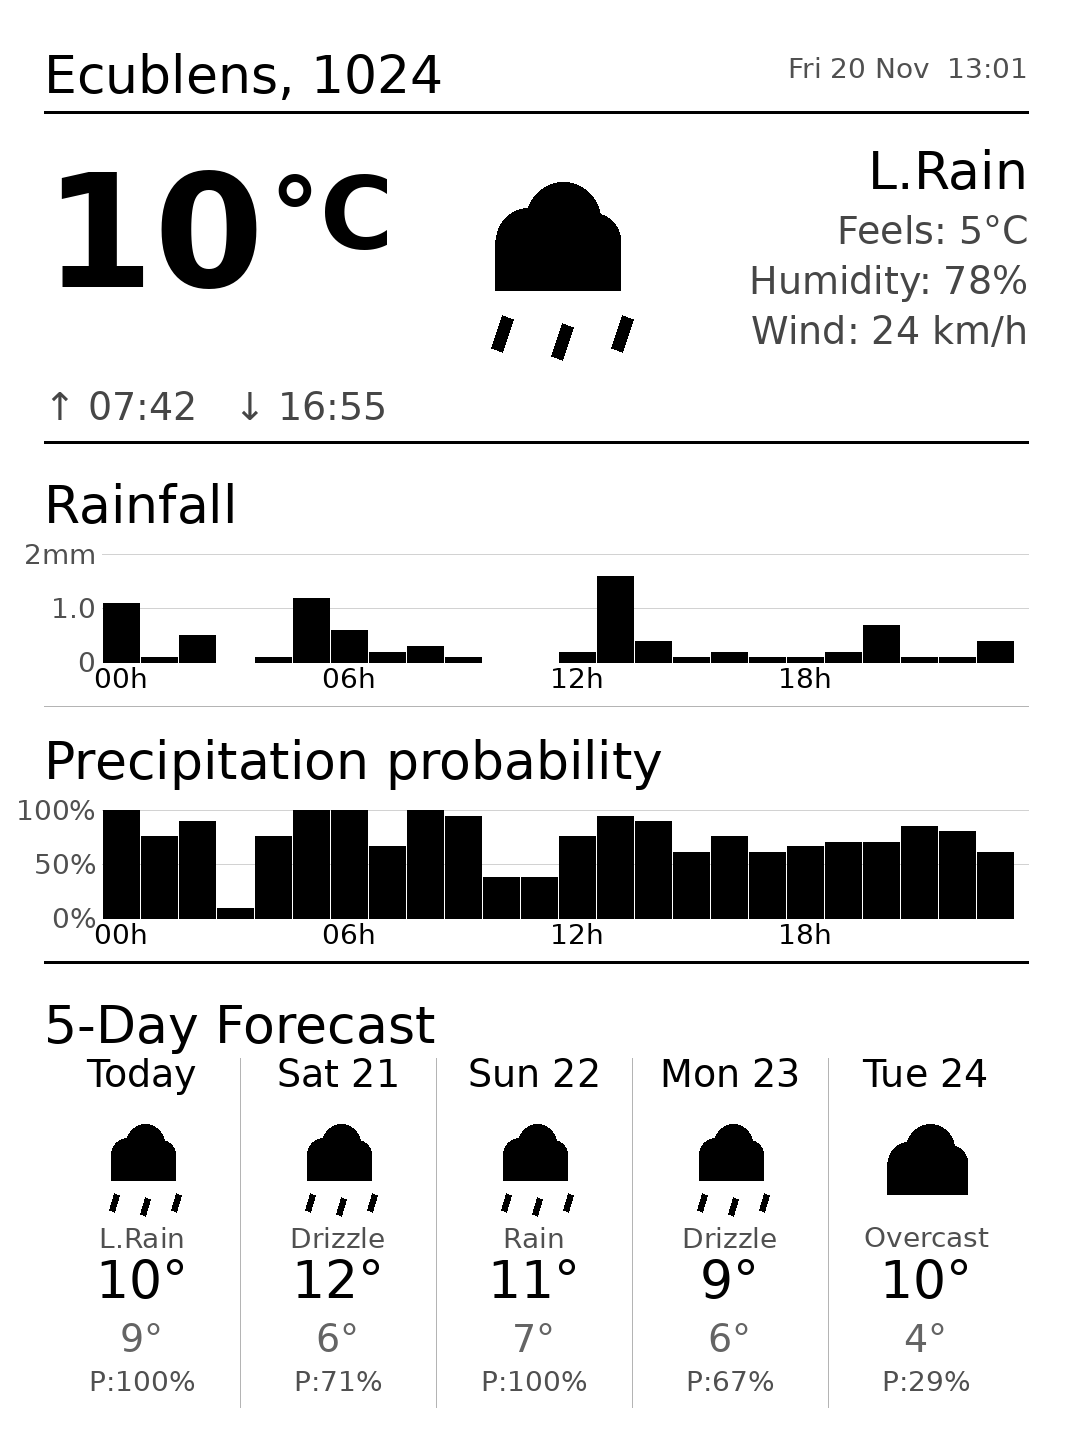 Ecublens, 1024
Fri 20 Nov 13:01
10°C
L.Rain
Feels: 5°C
Humidity: 78%
Wind: 24 km/h
↑ 07:42 ↓ 16:55
Rainfall
2mm
1.0
0
00h 06h 12h 18h
Precipitation probability
100%
50%
0%
00h 06h 12h 18h
5-Day Forecast
Today Sat 21 Sun 22 Mon 23 Tue 24
L.Rain Drizzle Rain Drizzle Overcast
10° 12° 11° 9° 10°
9° 6° 7° 6° 4°
P:100% P:71% P:100% P:67% P:29%